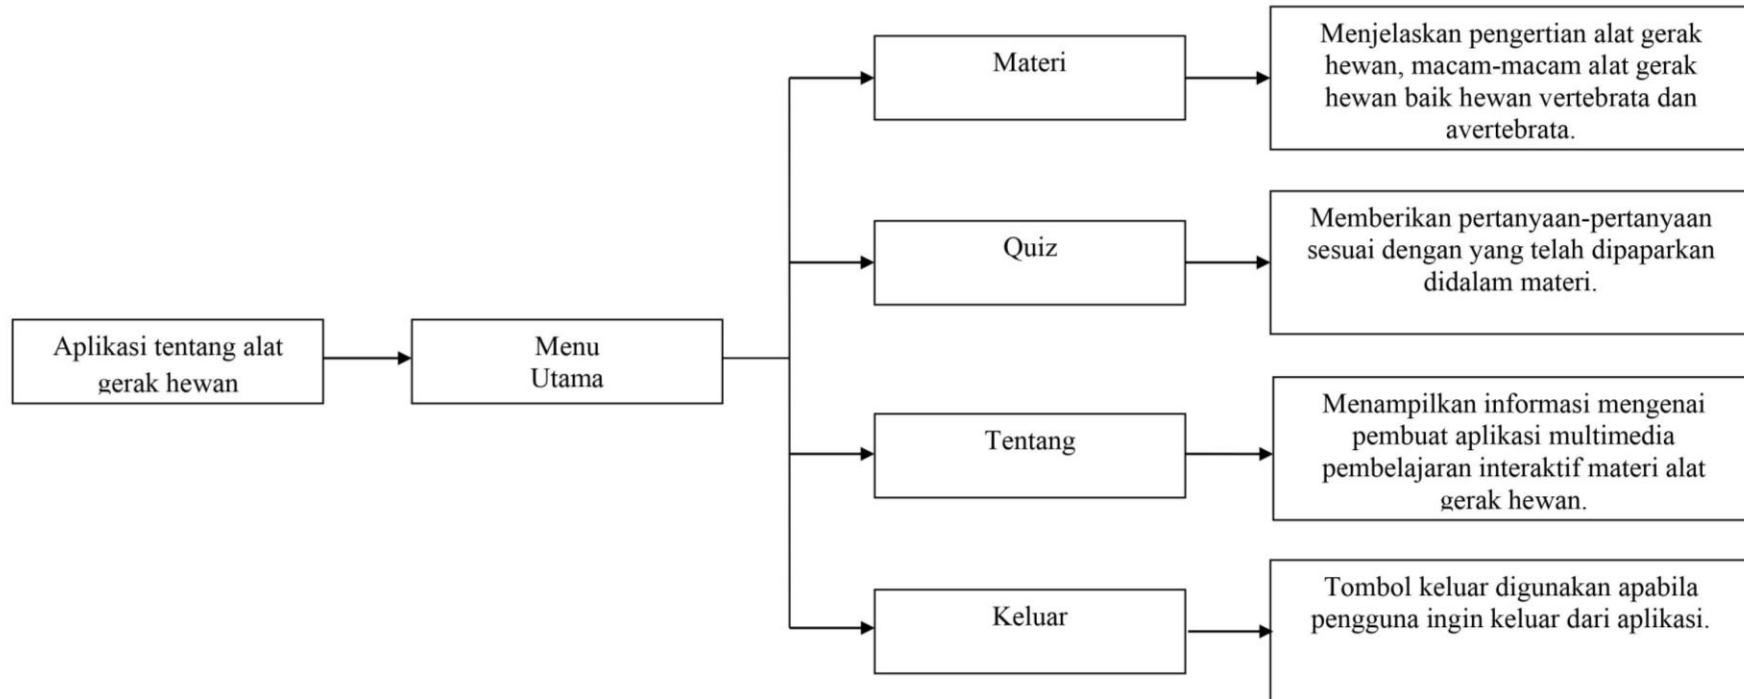 Aplikasi tentang alat
gerak hewan
Menu
Utama
Materi
Menjelaskan pengertian alat gerak
hewan, macam-macam alat gerak
hewan baik hewan vertebrata dan
avertebrata.
Quiz
Memberikan pertanyaan-pertanyaan
sesuai dengan yang telah dipaparkan
didalam materi.
Tentang
Menampilkan informasi mengenai
pembuat aplikasi multimedia
pembelajaran interaktif materi alat
gerak hewan.
Keluar
Tombol keluar digunakan apabila
pengguna ingin keluar dari aplikasi.